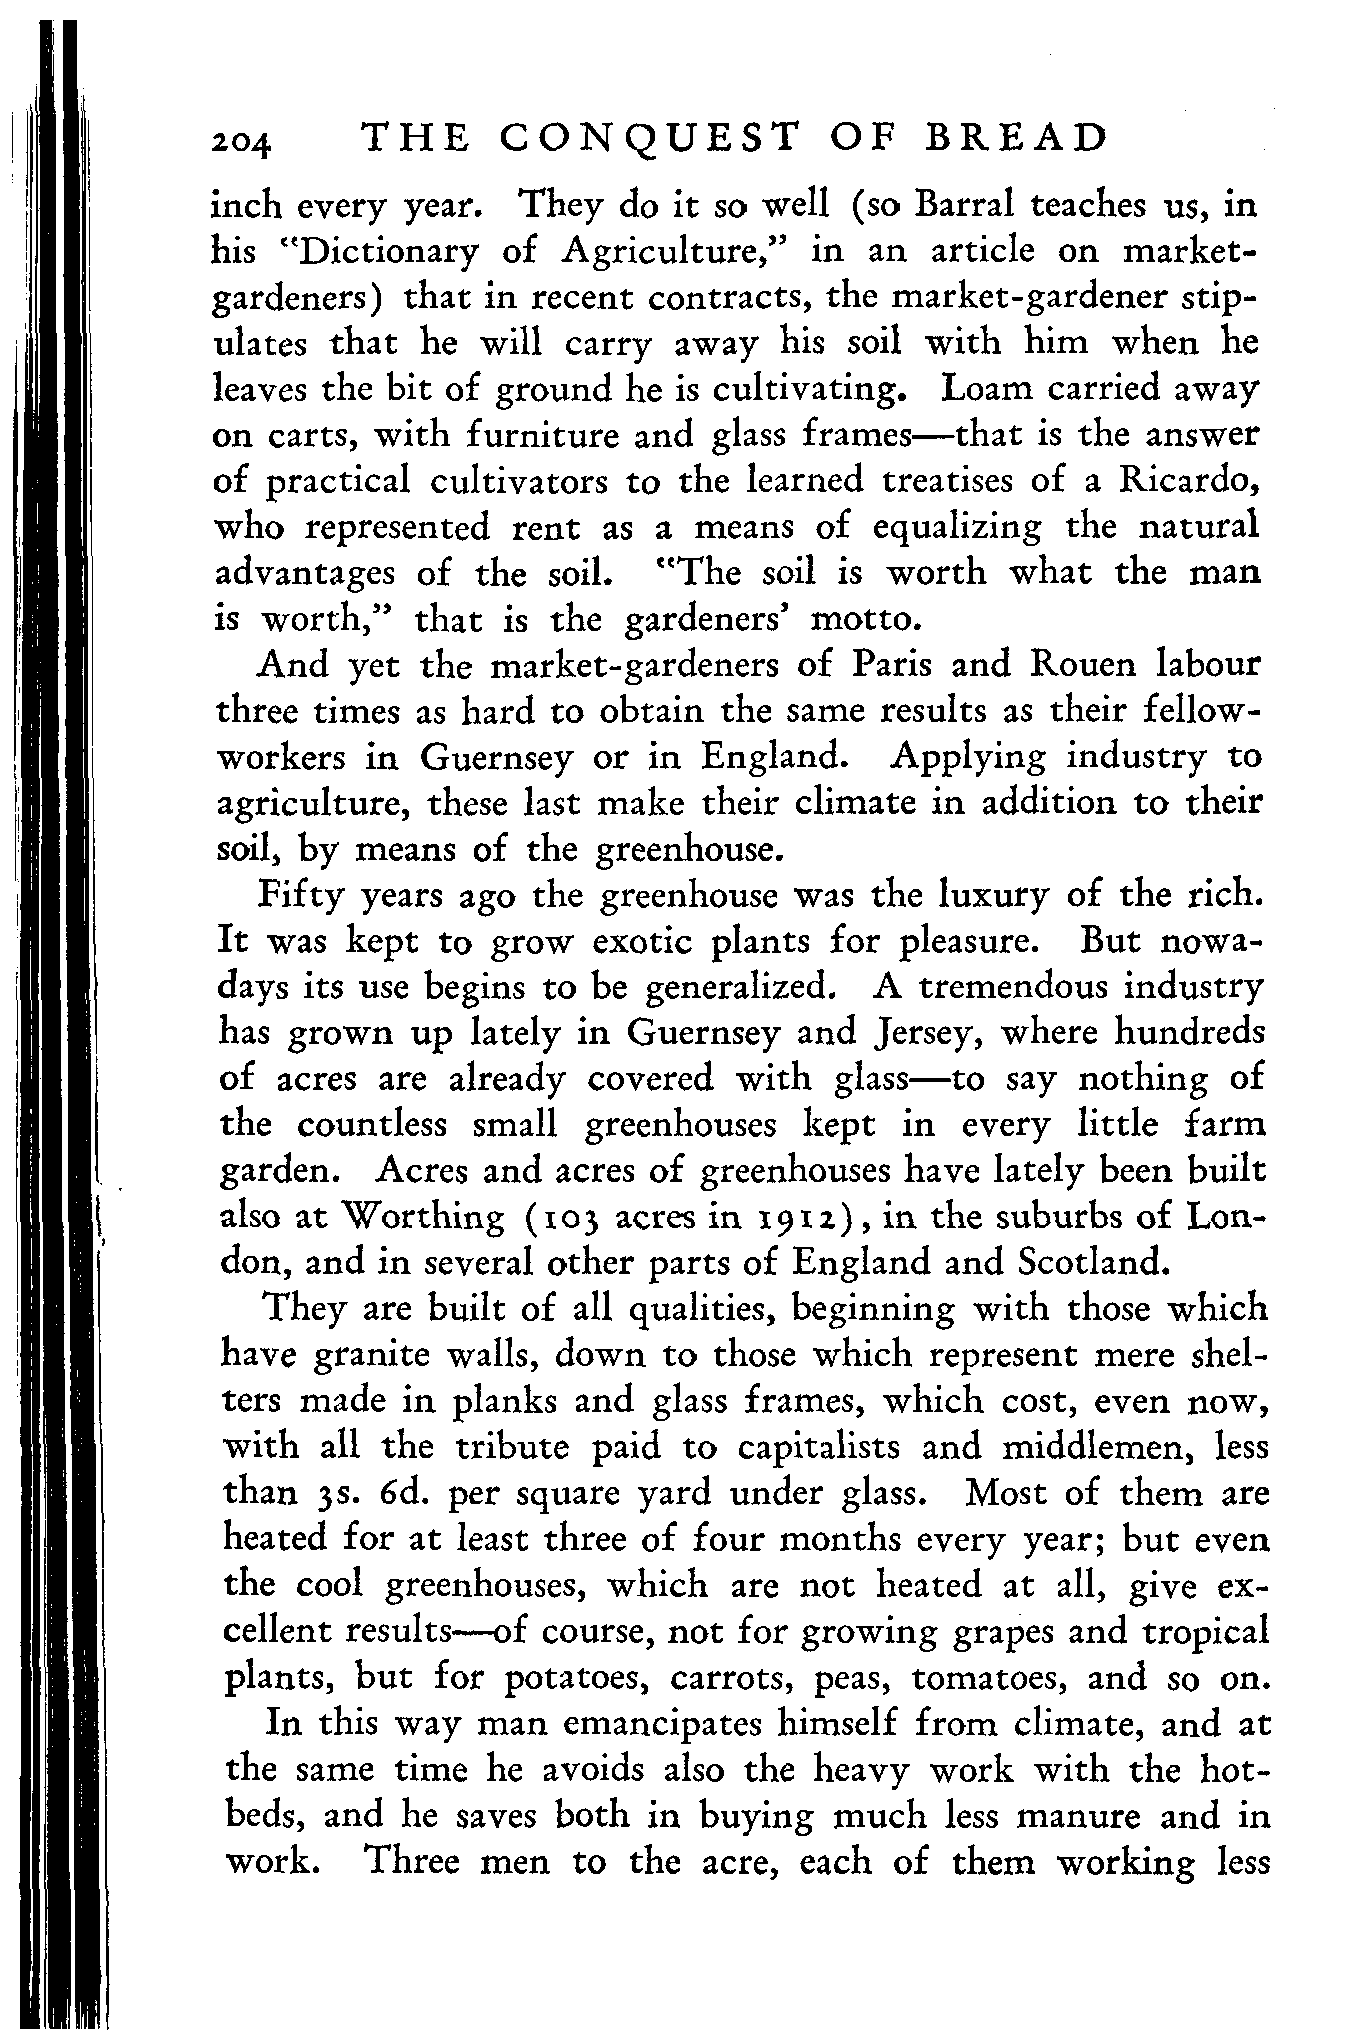 204 THE CONQUEST OF BREAD
inch every year. They do it so well (so Barral teaches us, in
his "Dictionary of Agriculture," in an article on market-
gardeners) that in recent contracts, the market-gardener stip-
ulates that he will carry away his soil with him when he
leaves the bit of ground he is cultivating. Loam carried away
on carts, with furniture and glass frames—that is the answer
of practical cultivators to the learned treatises of a Ricardo,
who represented rent as a means of equalizing the natural
advantages of the soil. "The soil is worth what the man
is worth," that is the gardeners' motto.
And yet the market-gardeners of Paris and Rouen labour
three times as hard to obtain the same results as their fellow-
workers in Guernsey or in England. Applying industry to
agriculture, these last make their climate in addition to their
soil, by means of the greenhouse.
Fifty years ago the greenhouse was the luxury of the rich.
It was kept to grow exotic plants for pleasure. But nowa-
days its use begins to be generalized. A tremendous industry
has grown up lately in Guernsey and Jersey, where hundreds
of acres are already covered with glass—to say nothing of
the countless small greenhouses kept in every little farm
garden. Acres and acres of greenhouses have lately been built
also at Worthing (103 acres in 1912), in the suburbs of Lon-
don, and in several other parts of England and Scotland.
They are built of all qualities, beginning with those which
have granite walls, down to those which represent mere shel-
ters made in planks and glass frames, which cost, even now,
with all the tribute paid to capitalists and middlemen, less
than 3s. 6d. per square yard under glass. Most of them are
heated for at least three of four months every year; but even
the cool greenhouses, which are not heated at all, give ex-
cellent results—of course, not for growing grapes and tropical
plants, but for potatoes, carrots, peas, tomatoes, and so on.
In this way man emancipates himself from climate, and at
the same time he avoids also the heavy work with the hot-
beds, and he saves both in buying much less manure and in
work. Three men to the acre, each of them working less